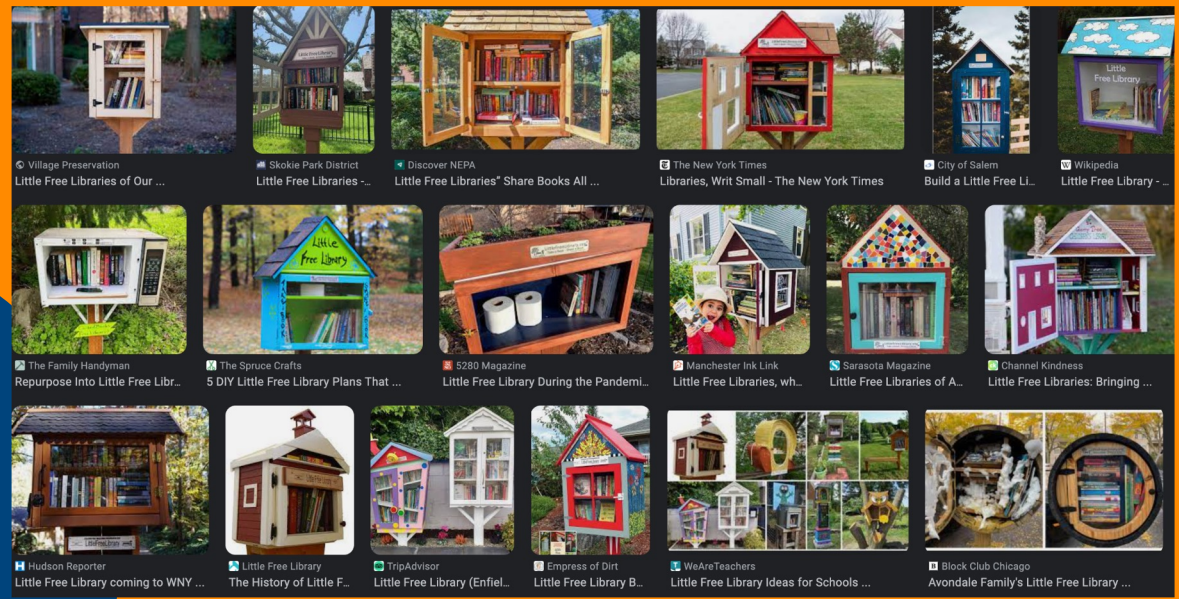 Village Preservation
Little Free Libraries of Our ...
Skokie Park District
Little Free Libraries -...
Discover NEPA
Little Free Libraries” Share Books All ...
The New York Times
Libraries, Writ Small - The New York Times
City of Salem
Build a Little Free Li...
Little
Free Library
W Wikipedia
Little Free Library - ...
The Family Handyman
Repurpose Into Little Free Libr...
Little
Free Library
The Spruce Crafts
5 DIY Little Free Library Plans That ...
5280 Magazine
Little Free Library During the Pandemi...
Manchester Ink Link
Little Free Libraries, wh...
Sarasota Magazine
Little Free Libraries of A...
Channel Kindness
Little Free Libraries: Bringing ...
LittleFreeLibrary
H Hudson Reporter
Little Free Library coming to WNY ...
Little Free Library
The History of Little F...
TripAdvisor
Little Free Library (Enfiel...
Empress of Dirt
Little Free Library B...
WeAreTeachers
Little Free Library Ideas for Schools ...
B Block Club Chicago
Avondale Family's Little Free Library ...